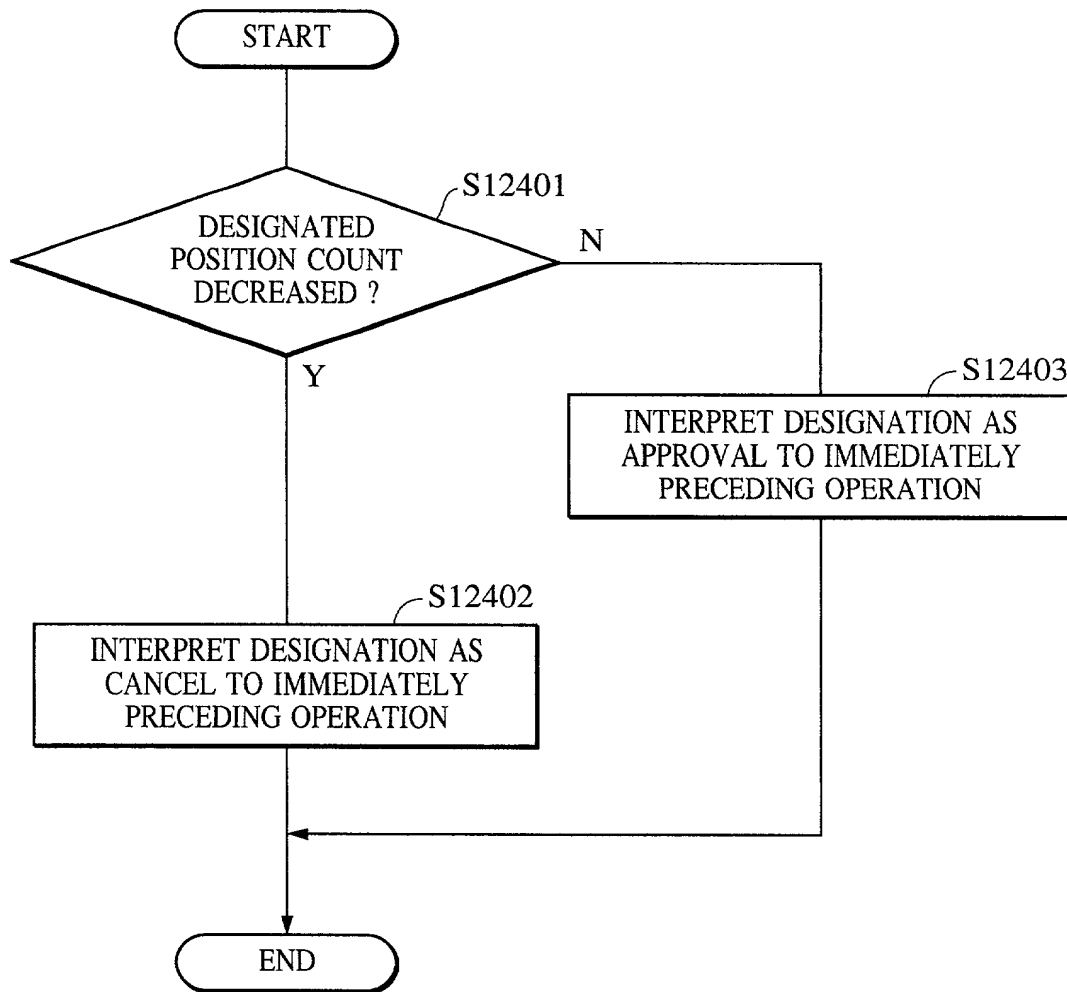 START
S12401
DESIGNATED
POSITION COUNT
DECREASED ?
N
Y
S12403
INTERPRET DESIGNATION AS
APPROVAL TO IMMEDIATELY
PRECEDING OPERATION
S12402
INTERPRET DESIGNATION AS
CANCEL TO IMMEDIATELY
PRECEDING OPERATION
END